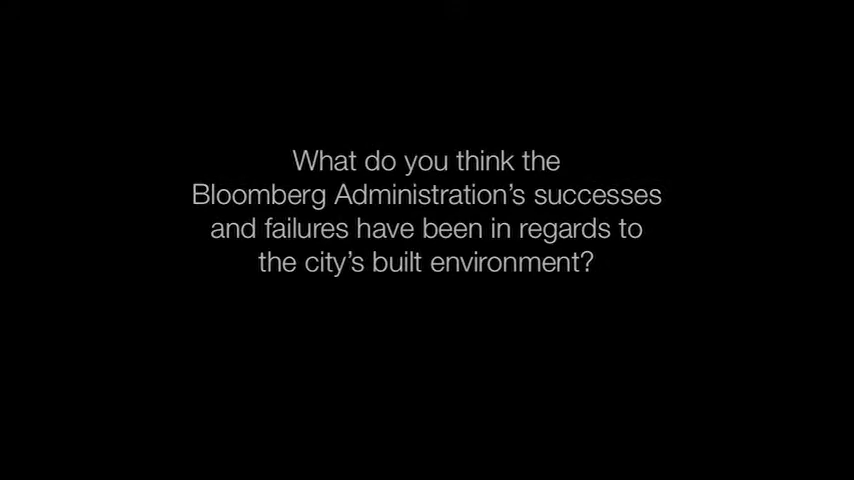 What do you think the
Bloomberg Administration's successes
and failures have been in regards to
the city's built environment?